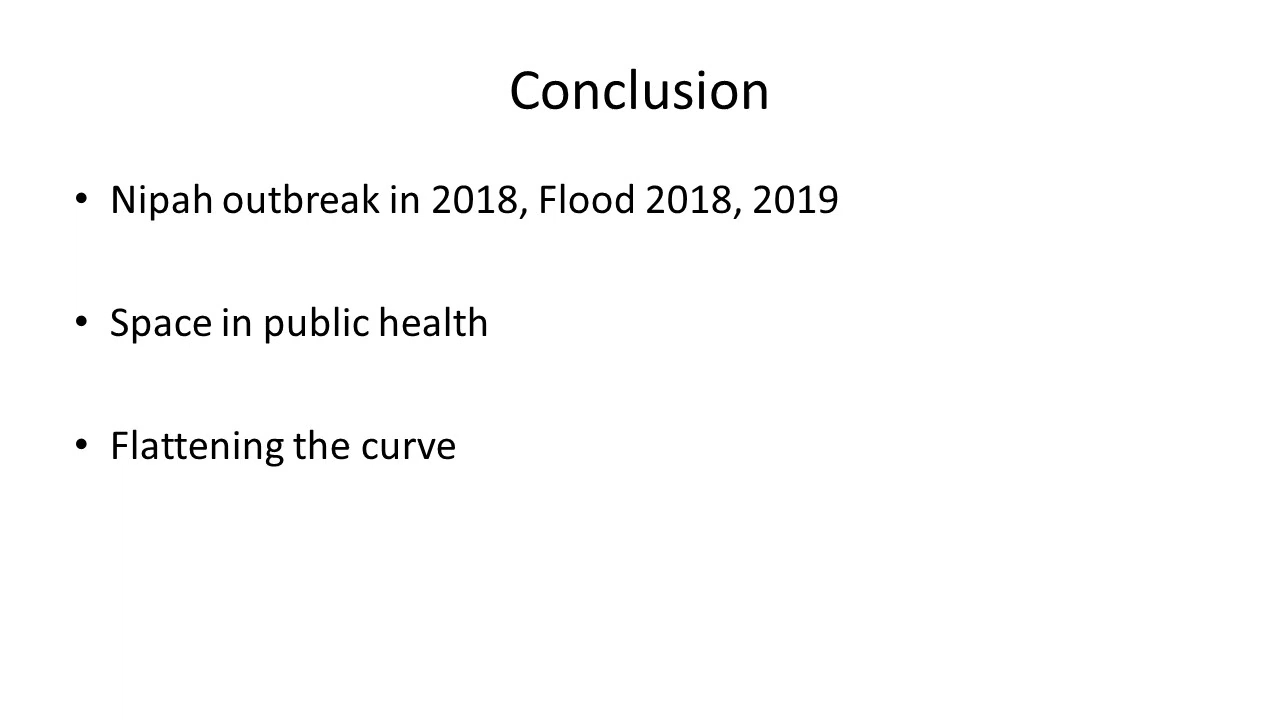 Conclusion
• Nipah outbreak in 2018, Flood 2018, 2019
• Space in public health
• Flattening the curve